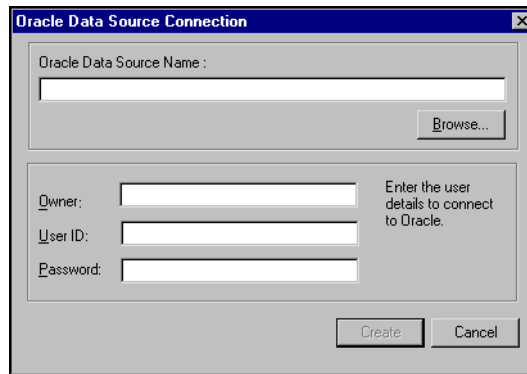 Oracle Data Source Connection
Oracle Data Source Name :
Browse...
Owner:
User ID:
Password:
Enter the user
details to connect
to Oracle.
Create
Cancel